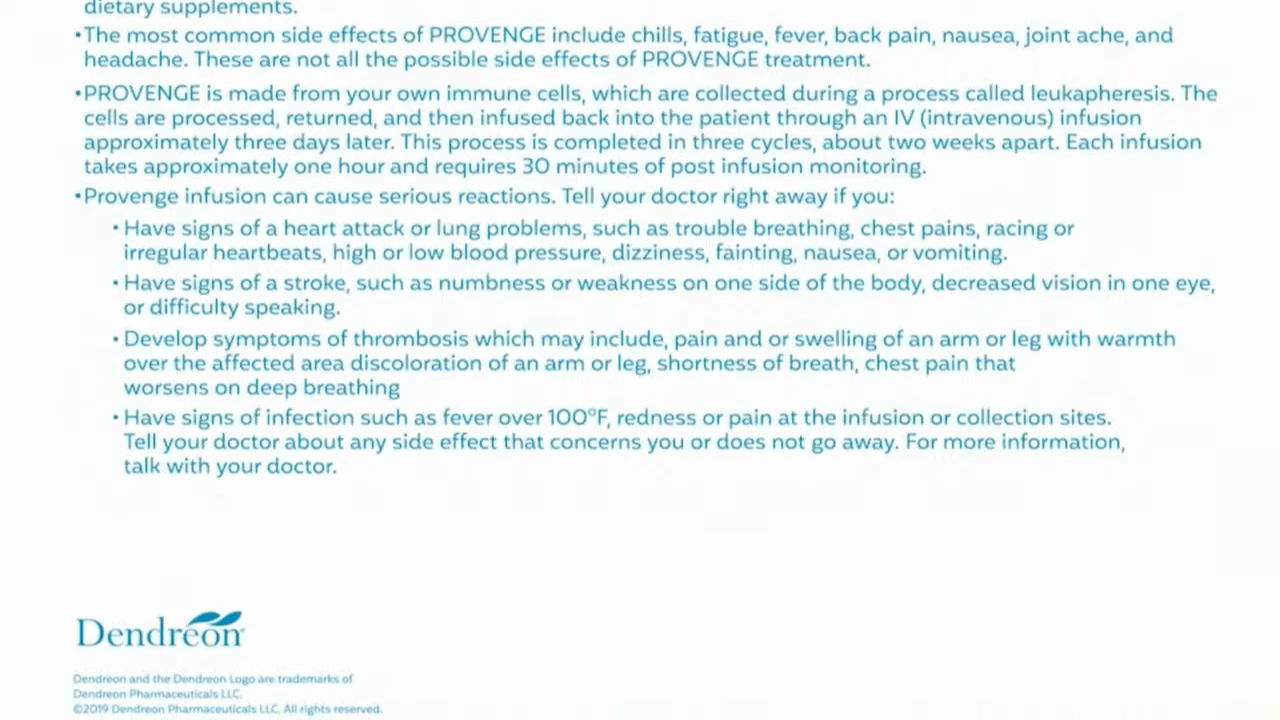 dietary supplements.
•The most common side effects of PROVENGE include chills, fatigue, fever, back pain, nausea, joint ache, and
headache. These are not all the possible side effects of PROVENGE treatment.
•PROVENGE is made from your own immune cells, which are collected during a process called leukapheresis. The
cells are processed, returned, and then infused back into the patient through an IV (intravenous) infusion
approximately three days later. This process is completed in three cycles, about two weeks apart. Each infusion
takes approximately one hour and requires 30 minutes of post infusion monitoring.
•Provenge infusion can cause serious reactions. Tell your doctor right away if you:
• Have signs of a heart attack or lung problems, such as trouble breathing, chest pains, racing or
irregular heartbeats, high or low blood pressure, dizziness, fainting, nausea, or vomiting.
• Have signs of a stroke, such as numbness or weakness on one side of the body, decreased vision in one eye,
or difficulty speaking.
• Develop symptoms of thrombosis which may include, pain and or swelling of an arm or leg with warmth
over the affected area discoloration of an arm or leg, shortness of breath, chest pain that
worsens on deep breathing
• Have signs of infection such as fever over 100ºF, redness or pain at the infusion or collection sites.
Tell your doctor about any side effect that concerns you or does not go away. For more information,
talk with your doctor.
Dendreon
Dendreon and the Dendreon Logo are trademarks of
Dendreon Pharmaceuticals LLC.
©2019 Dendreon Pharmaceuticals LLC. All rights reserved.